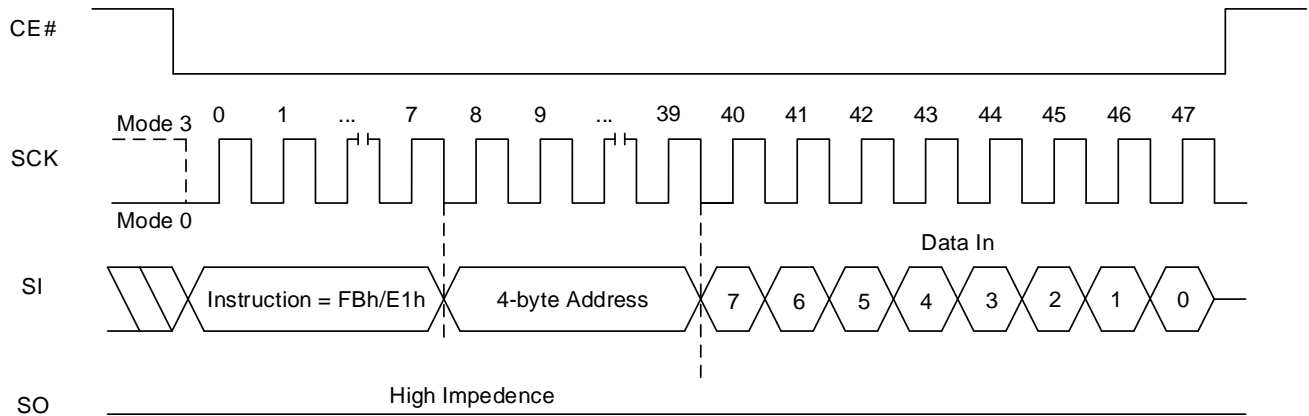 CE#
0 1 ... 7 8 9 ... 39 40 41 42 43 44 45 46 47
Mode 3
SCK
Mode 0
Data In
SI
Instruction = FBh/E1h 4-byte Address 7 6 5 4 3 2 1 0
High Impedence
SO